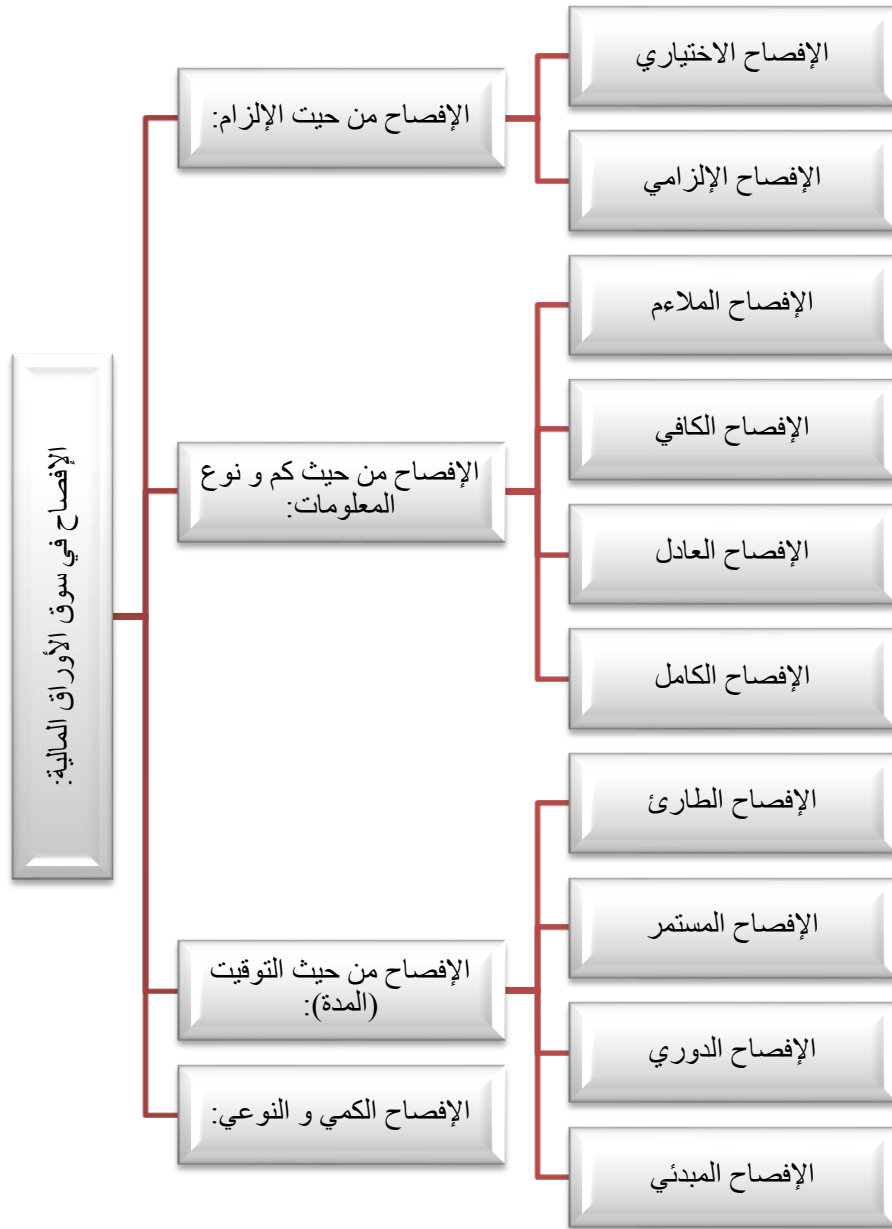 الإفصاح في سوق الأوراق المالية:
الإفصاح من حيت الإلزام:
الإفصاح الاختياري
الإفصاح الإلزامي
الإفصاح من حيث كم و نوع
المعلومات:
الإفصاح الملاءم
الإفصاح الكافي
الإفصاح العادل
الإفصاح الكامل
الإفصاح من حيث التوقيت
(المدة):
الإفصاح الطارئ
الإفصاح المستمر
الإفصاح الدوري
الإفصاح المبدئي
الإفصاح الكمي و النوعي: